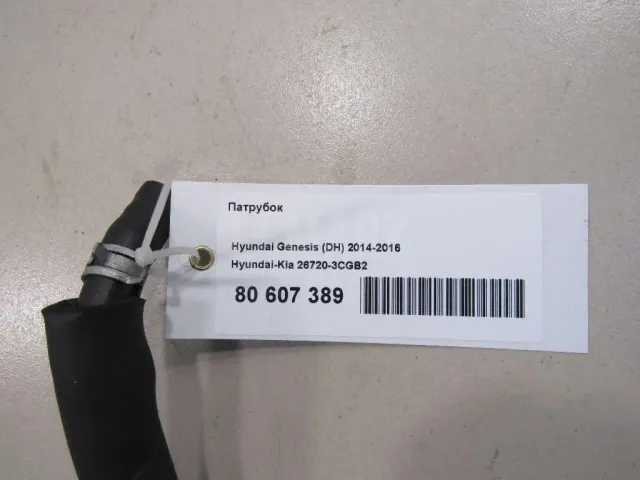 Патрубок
Hyundai Genesis (DH) 2014-2016
Hyundai-Kia 26720-3CGB2
80 607 389